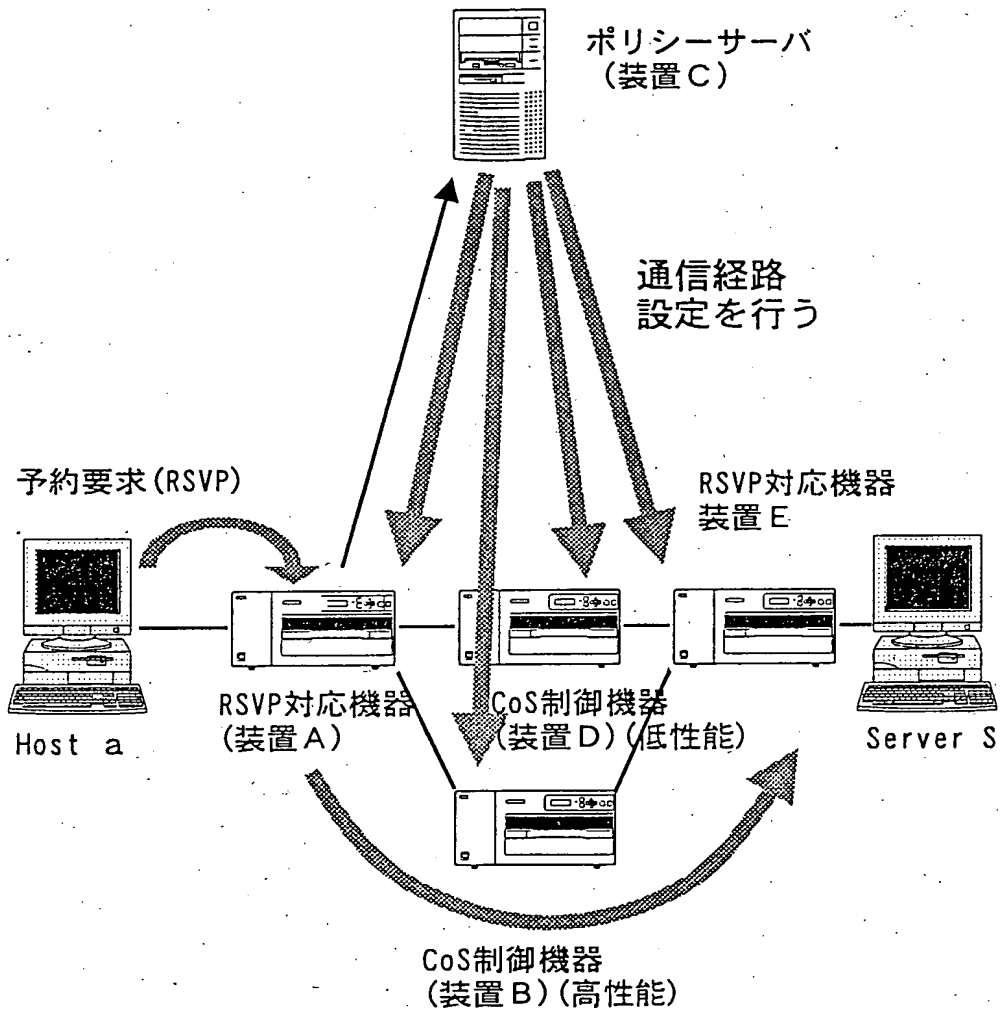 ポリシーサーバ
(装置C)
通信経路
設定を行う
予約要求(RSVP)
RSVP対応機器
装置E
RSVP対応機器
(装置A)
CoS制御機器
(装置D)(低性能)
Host a
Server S
CoS制御機器
(装置B)(高性能)